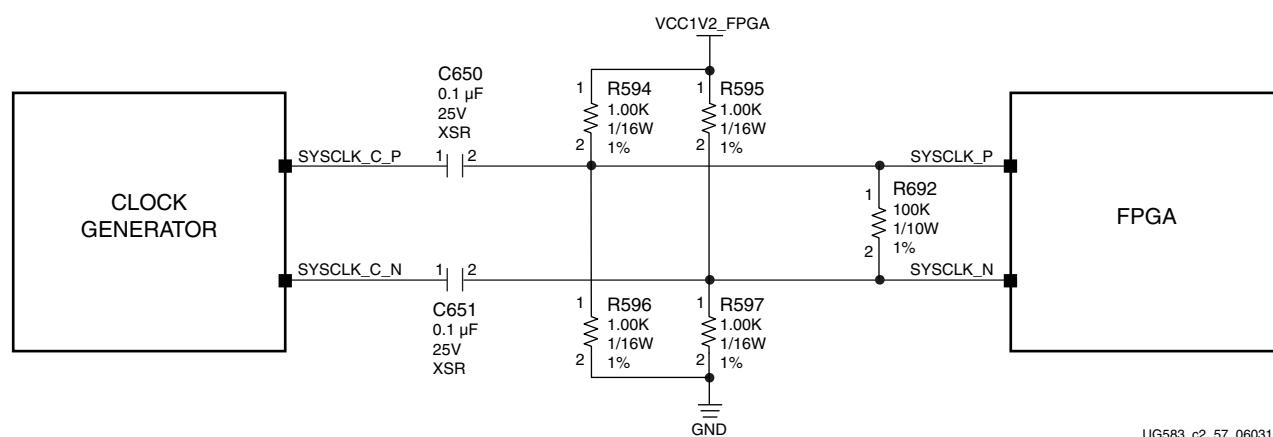 VCC1V2_FPGA
C650
0.1 µF
25V
XSR
1
R594
1.00K
1/16W
1%
2
1
R595
1.00K
1/16W
1%
2
SYSCLK_C_P
1 2
SYSCLK_P
CLOCK
GENERATOR
1
R692
100K
1/10W
1%
2
FPGA
SYSCLK_C_N
1 2
SYSCLK_N
C651
0.1 µF
25V
XSR
1
R596
1.00K
1/16W
1%
2
1
R597
1.00K
1/16W
1%
2
GND